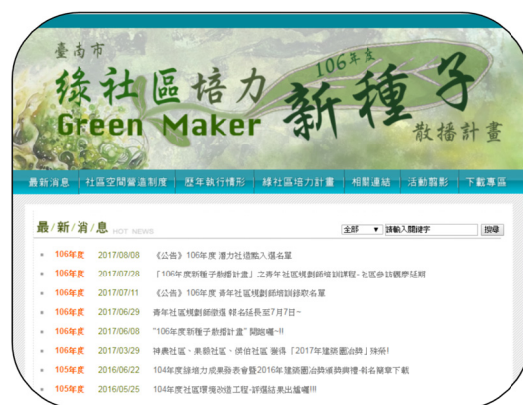 臺南市
綠社區培力
Green Maker
106年度
新種子
散播計畫
最新消息 社區空間營造制度 歷年執行情形 綠社區培力計畫 相關連結 活動剪影 下載專區
最/新/消/息 HOT NEWS 全部 ▼ 請輸入關鍵字 搜尋
106年度 2017/08/08 《公告》106年度 潛力社造點入選名單
106年度 2017/07/28 「106年度新種子散播計畫」之青年社區規劃師培訓課程-社區參訪觀摩延期
106年度 2017/07/11 《公告》106年度 青年社區規劃師培訓錄取名單
106年度 2017/06/29 青年社區規劃師徵選 報名延長至7月7日~
106年度 2017/06/08 "106年度新種子散播計畫" 開跑囉~!!
106年度 2017/03/29 神農社區、果毅社區、供伯社區 獲得「2017年建築園冶獎」殊榮!
105年度 2016/06/22 104年度綠培力成果發表會暨2016年建築園冶獎頒獎典禮-報名簡章下載
105年度 2016/05/25 104年度社區環境改造工程-評選結果出爐囉!!!